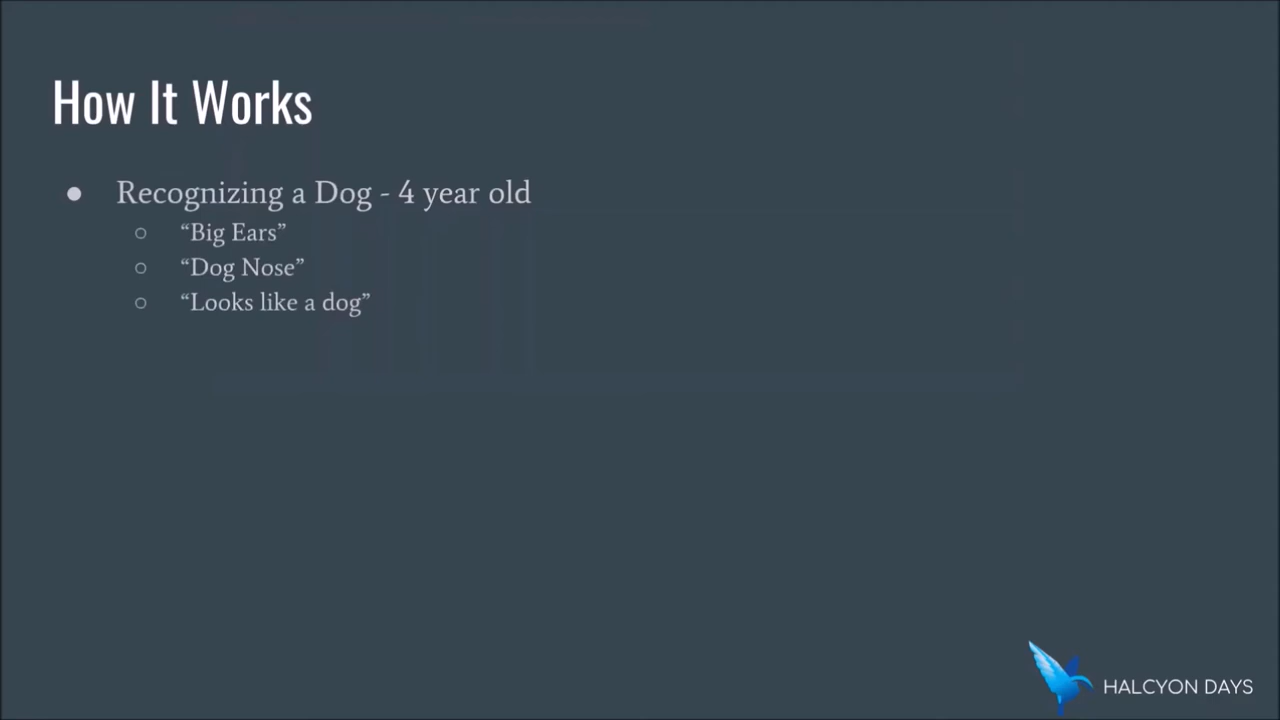 How It Works
● Recognizing a Dog - 4 year old
○ “Big Ears”
○ “Dog Nose”
○ “Looks like a dog”
HALCYON DAYS